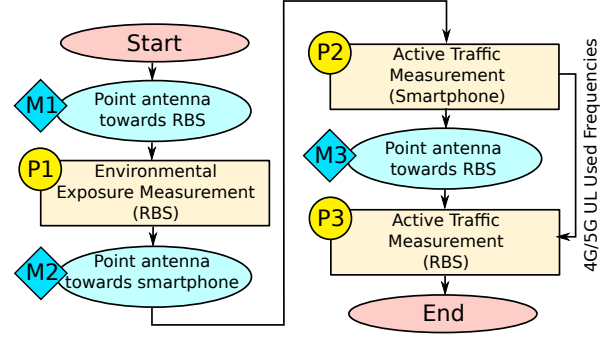 Start
M1
Point antenna
towards RBS
P1
Environmental
Exposure Measurement
(RBS)
M2
Point antenna
towards smartphone
P2
Active Traffic
Measurement
(Smartphone)
M3
Point antenna
towards RBS
P3
Active Traffic
Measurement
(RBS)
End
4G/5G UL Used Frequencies